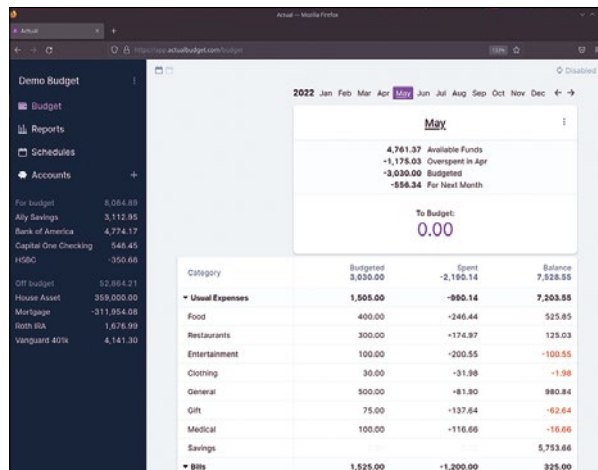 Actual — Mozilla Firefox
Actual
https://app.actualbudget.com/budget
Disabled
Demo Budget
Budget
Reports
Schedules
Accounts
For budget 8,084.89
Ally Savings 3,112.95
Bank of America 4,774.17
Capital One Checking 548.45
HSBC -350.68
Off budget 52,864.21
House Asset 359,000.00
Mortgage -311,954.08
Roth IRA 1,676.99
Vanguard 401k 4,141.30
2022 Jan Feb Mar Apr May Jun Jul Aug Sep Oct Nov Dec
May
4,761.37 Available Funds
-1,175.03 Overspent in Apr
-3,030.00 Budgeted
-556.34 For Next Month
To Budget:
0.00
Category Budgeted Spent Balance
3,030.00 -2,190.14 7,528.55
Usual Expenses 1,505.00 -990.14 7,203.55
Food 400.00 -246.44 525.85
Restaurants 300.00 -174.97 125.03
Entertainment 100.00 -200.55 -100.55
Clothing 30.00 -31.98 -1.98
General 500.00 -81.90 980.84
Gift 75.00 -137.64 -62.64
Medical 100.00 -116.66 -16.66
Savings 5,753.66
Bills 1,525.00 -1,200.00 325.00